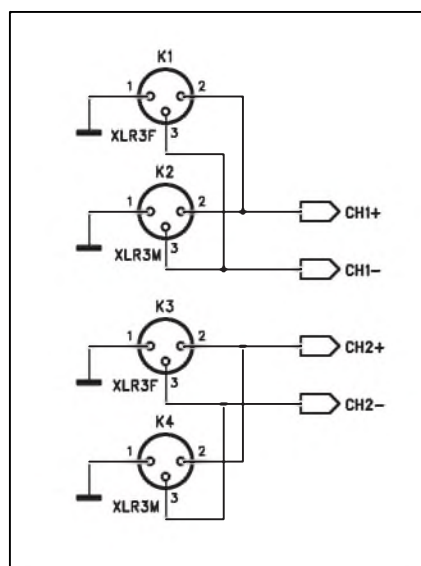 K1
1 2
3
XLR3F
K2
1 2
CH1+
3
XLR3M
CH1-
K3
1 2
CH2+
3
XLR3F
CH2-
K4
1 2
3
XLR3M